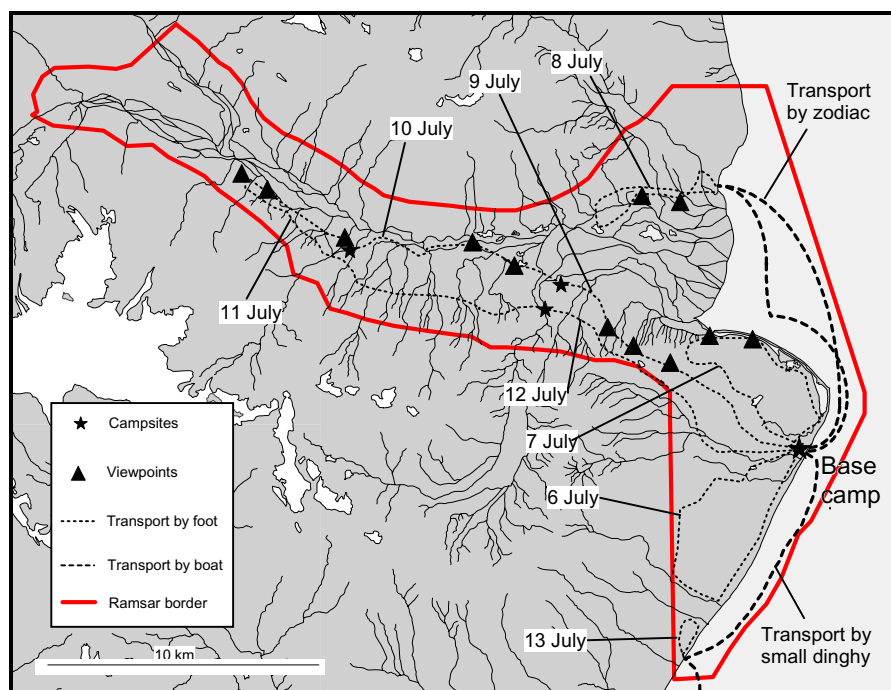 8 July
9 July
Transport
by zodiac
10 July
11 July
12 July
7 July
Base
camp
6 July
13 July
Transport by
small dinghy
Campsites
Viewpoints
Transport by foot
Transport by boat
Ramsar border
10 km